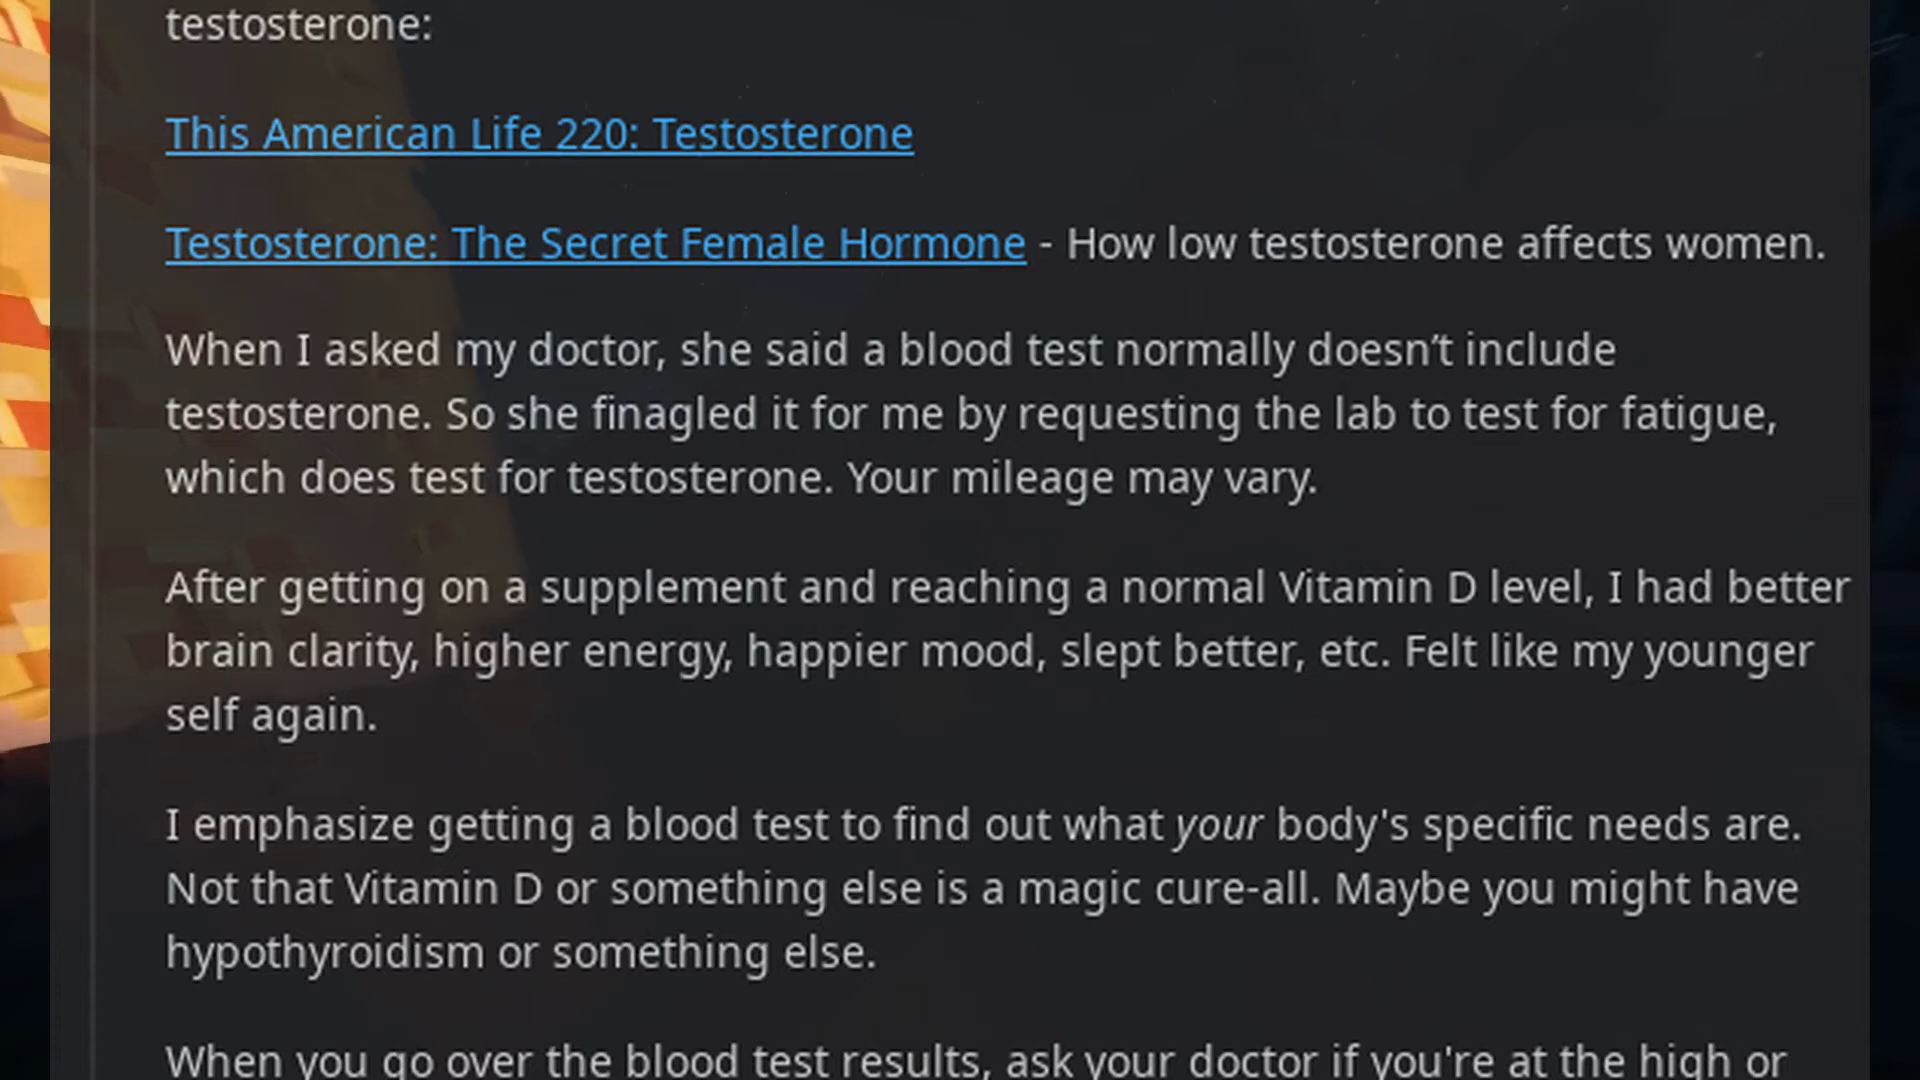 testosterone:
This American Life 220: Testosterone
Testosterone: The Secret Female Hormone - How low testosterone affects women.
When I asked my doctor, she said a blood test normally doesn’t include
testosterone. So she finagled it for me by requesting the lab to test for fatigue,
which does test for testosterone. Your mileage may vary.
After getting on a supplement and reaching a normal Vitamin D level, I had better
brain clarity, higher energy, happier mood, slept better, etc. Felt like my younger
self again.
I emphasize getting a blood test to find out what your body's specific needs are.
Not that Vitamin D or something else is a magic cure-all. Maybe you might have
hypothyroidism or something else.
When you go over the blood test results, ask your doctor if you're at the high or